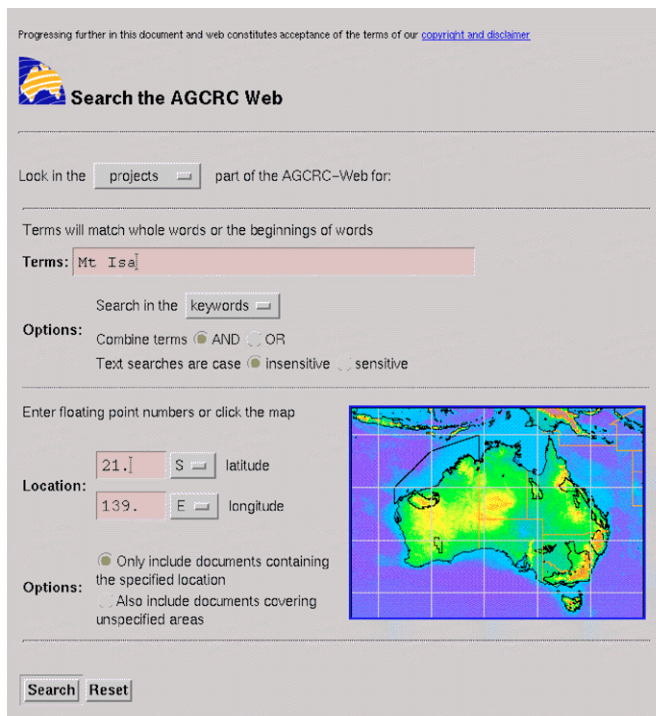 Progressing further in this document and web constitutes acceptance of the terms of our copyright and disclaimer
Search the AGCRC Web
Look in the projects part of the AGCRC-Web for:
Terms will match whole words or the beginnings of words
Terms: Mt Isa
Search in the keywords
Options:
Combine terms AND OR
Text searches are case insensitive sensitive
Enter floating point numbers or click the map
21. S latitude
Location:
139. E longitude
Only include documents containing
the specified location
Options:
Also include documents covering
unspecified areas
Search Reset